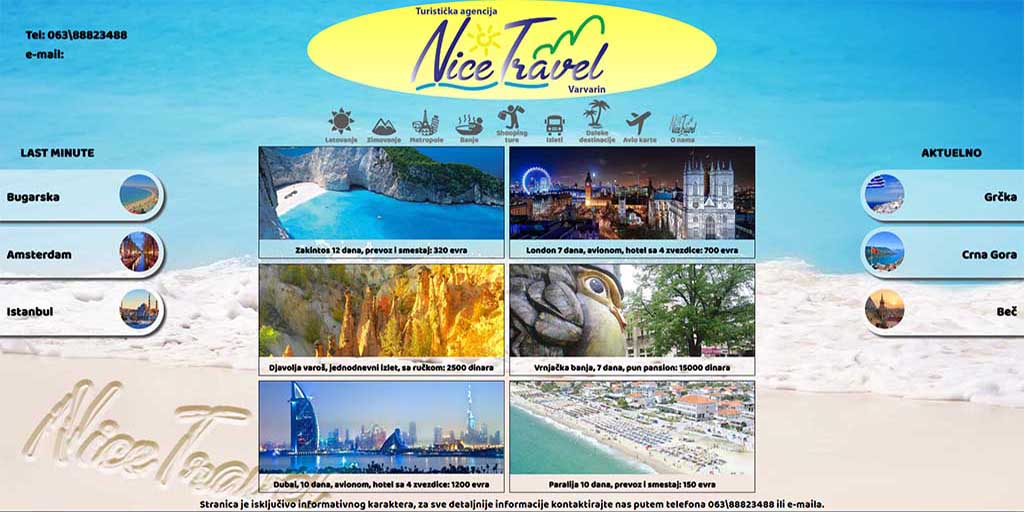 Tel: 063\88823488
e-mail:
Turistička agencija
Nice Travel
Varvarin
Letovanje
Zimovanje
Metropole
Banje
Shopping
ture
Izleti
Daleke
destinacije
Avio karte
Nice Travel
O nama
LAST MINUTE
Bugarska
Amsterdam
Istanbul
AKTUELNO
Grčka
Crna Gora
Beč
Zakintos 12 dana, prevoz i smestaj: 320 evra
London 7 dana, avionom, hotel sa 4 zvezdice: 700 evra
Djavolja varoš, jednodnevni izlet, sa ručkom: 2500 dinara
Vrnjačka banja, 7 dana, pun pansion: 15000 dinara
Dubai, 10 dana, avionom, hotel sa 4 zvezdice: 1200 evra
Paralija 10 dana, prevoz i smestaj: 150 evra
Nice Travel
Stranica je isključivo informativnog karaktera, za sve detaljnije informacije kontaktirajte nas putem telefona 063\88823488 ili e-maila.